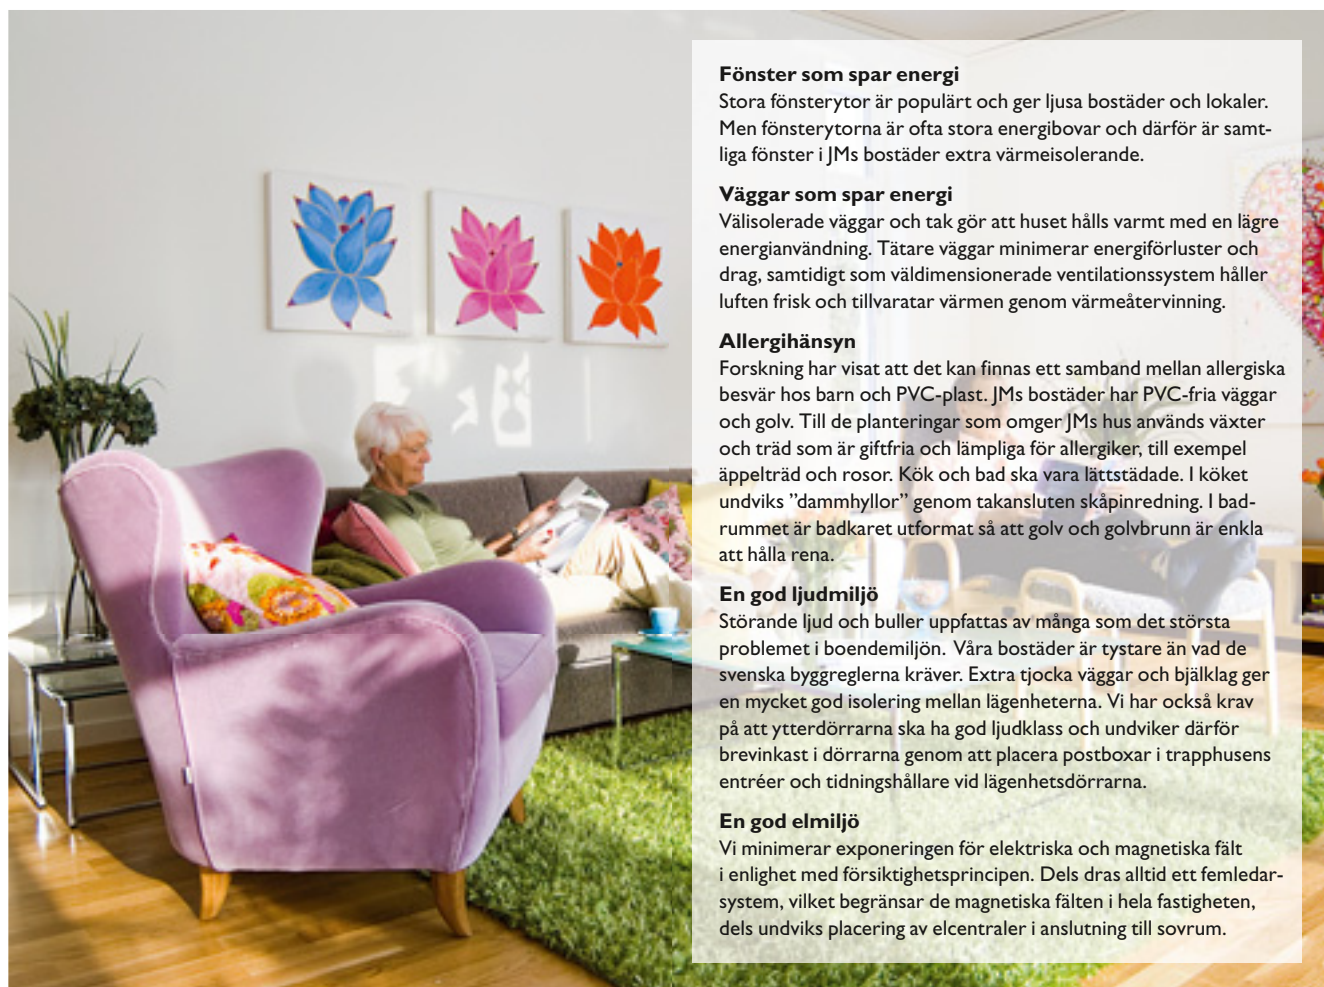 Fönster som spar energi
Stora fönsterytor är populärt och ger ljusa bostäder och lokaler.
Men fönsterytorna är ofta stora energibovar och därför är samt-
liga fönster i JMs bostäder extra värmeisolerande.
Väggar som spar energi
Välisolerade väggar och tak gör att huset hålls varmt med en lägre
energianvändning. Tätare väggar minimerar energiförluster och
drag, samtidigt som väldimensionerade ventilationssystem håller
luften frisk och tillvaratar värmen genom värmeåtervinning.
Allergihänsyn
Forskning har visat att det kan finnas ett samband mellan allergiska
besvär hos barn och PVC-plast. JMs bostäder har PVC-fria väggar
och golv. Till de planteringar som omger JMs hus används växter
och träd som är giftfria och lämpliga för allergiker, till exempel
äppelträd och rosor. Kök och bad ska vara lättstädade. I köket
undviks ”dammhyllor” genom takansluten skåpinredning. I bad-
rummet är badkaret utformat så att golv och golvbrunn är enkla
att hålla rena.
En god ljudmiljö
Störande ljud och buller uppfattas av många som det största
problemet i boendemiljön. Våra bostäder är tystare än vad de
svenska byggreglerna kräver. Extra tjocka väggar och bjälklag ger
en mycket god isolering mellan lägenheterna. Vi har också krav
på att ytterdörrarna ska ha god ljudklass och undviker därför
brevinkast i dörrarna genom att placera postboxar i trapphusens
entréer och tidningshållare vid lägenhetsdörrarna.
En god elmiljö
Vi minimerar exponeringen för elektriska och magnetiska fält
i enlighet med försiktighetsprincipen. Dels dras alltid ett femledar-
system, vilket begränsar de magnetiska fälten i hela fastigheten,
dels undviks placering av elcentraler i anslutning till sovrum.